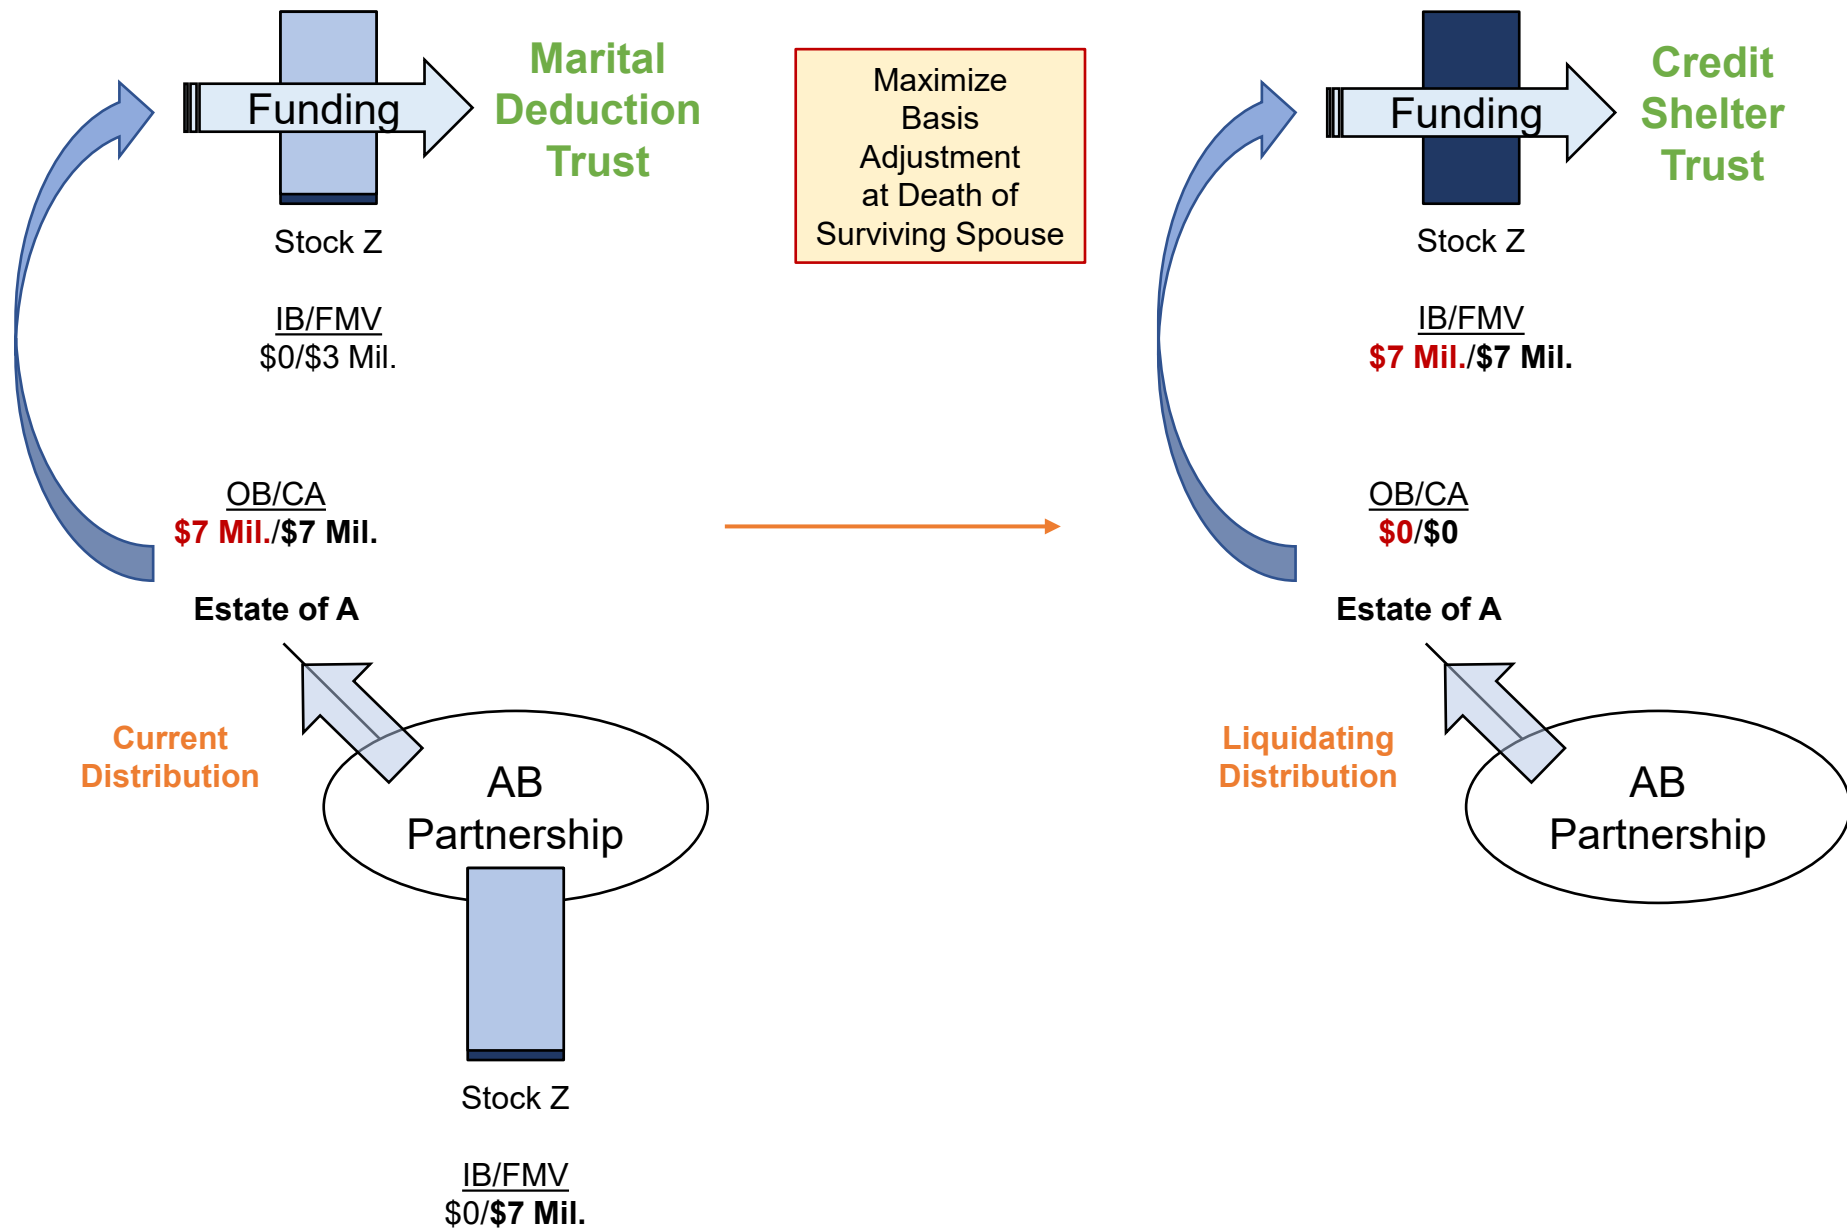 Funding
Marital
Deduction
Trust
Stock Z
IB/FMV
$0/$3 Mil.
OB/CA
$7 Mil./$7 Mil.
Estate of A
Current
Distribution
AB
Partnership
Stock Z
IB/FMV
$0/$7 Mil.
Maximize
Basis
Adjustment
at Death of
Surviving Spouse
Funding
Credit
Shelter
Trust
Stock Z
IB/FMV
$7 Mil./$7 Mil.
OB/CA
$0/$0
Estate of A
Liquidating
Distribution
AB
Partnership